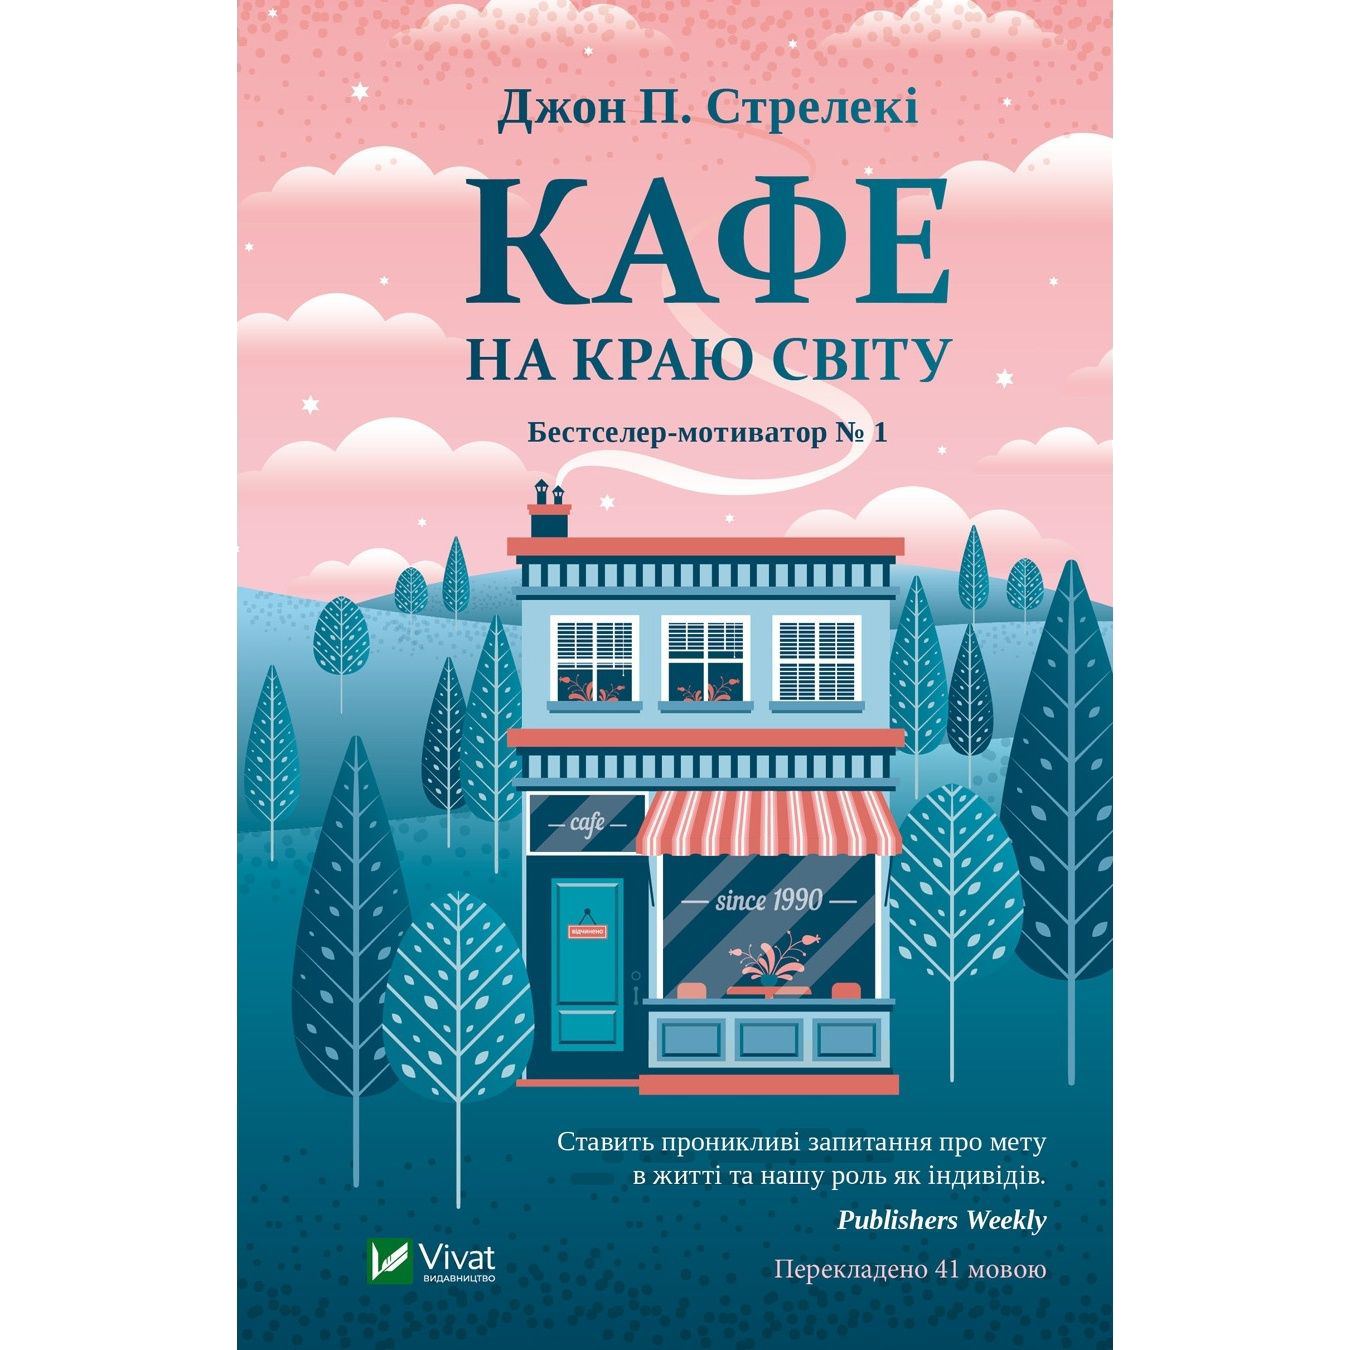 Джон П. Стрелекі
КАФЕ
НА КРАЮ СВІТУ
Бестселер-мотиватор № 1
— cafe —
— since 1990 —
відчинено
Ставить проникливі запитання про мету
в житті та нашу роль як індивідів.
Publishers Weekly
Перекладено 41 мовою
Vivat
ВИДАВНИЦТВО